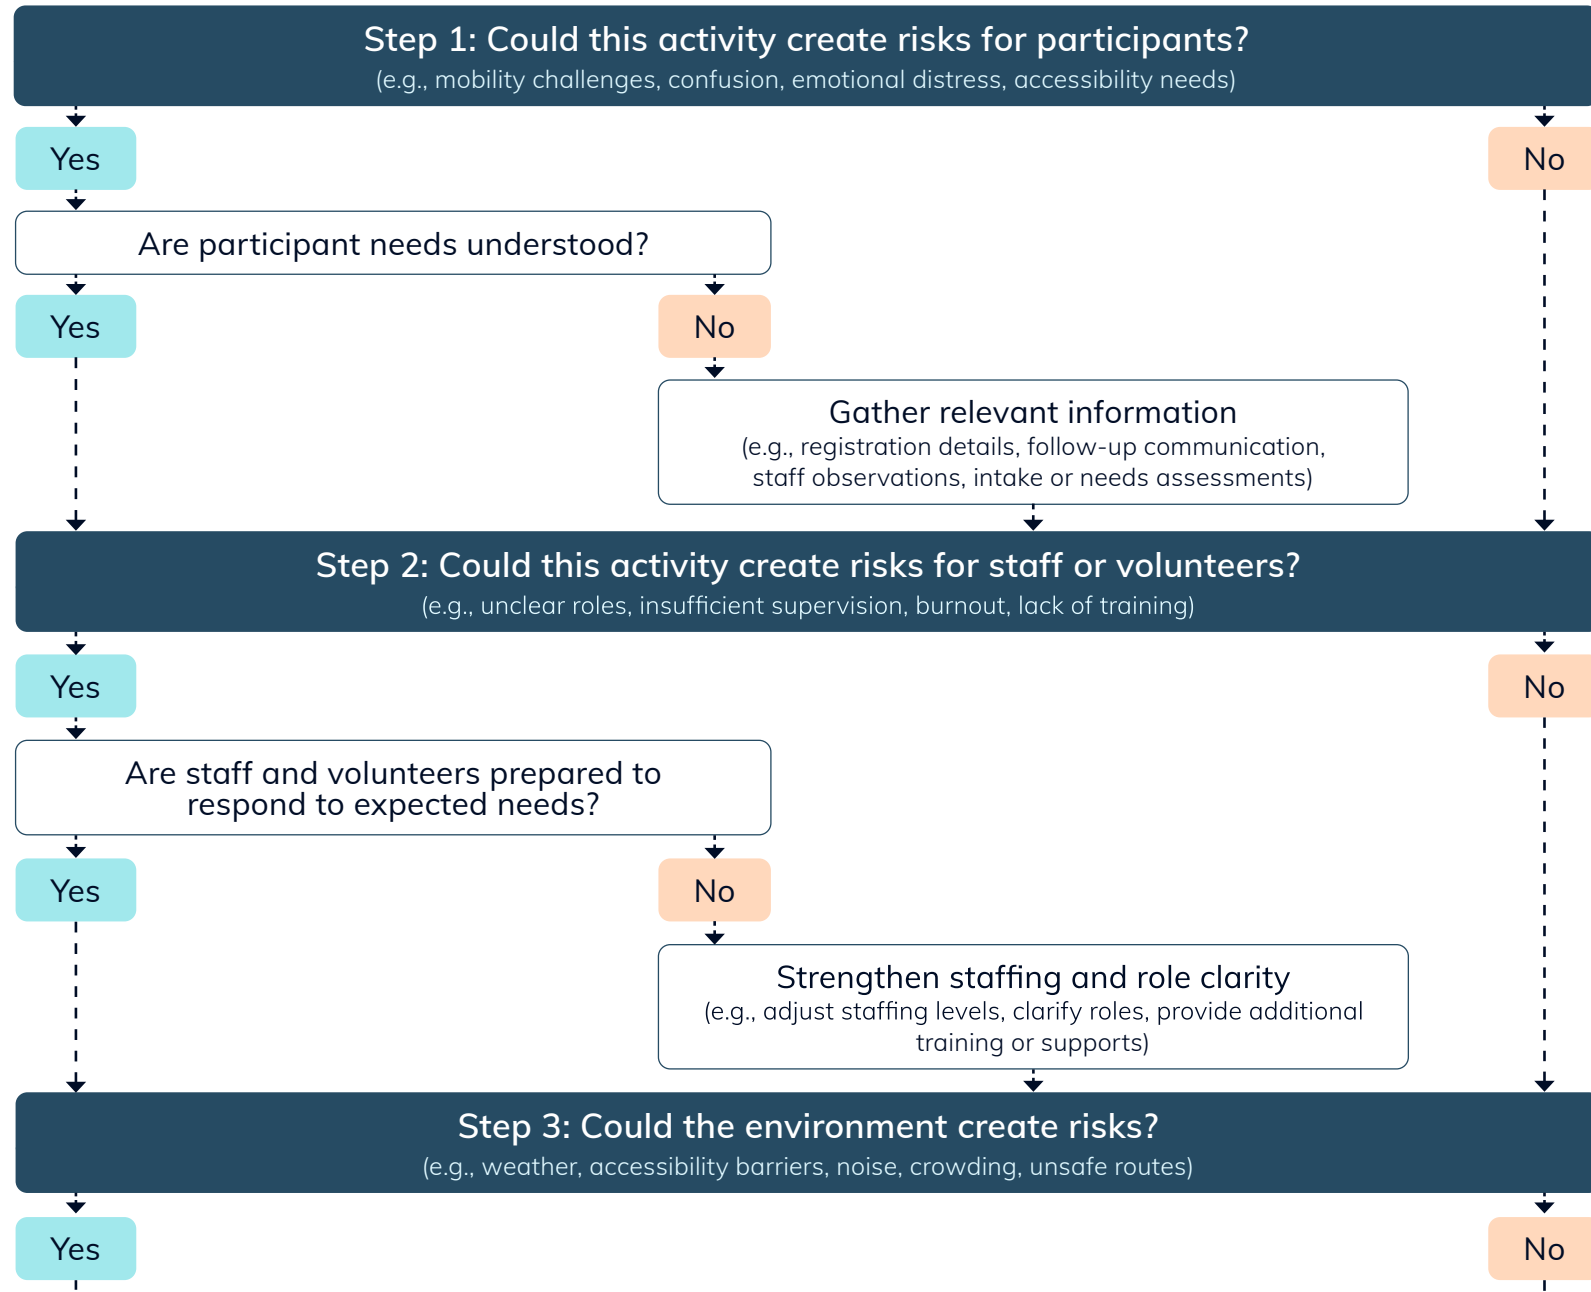 Step 1: Could this activity create risks for participants?
(e.g., mobility challenges, confusion, emotional distress, accessibility needs)
Yes
No
Are participant needs understood?
Yes
No
Gather relevant information
(e.g., registration details, follow-up communication,
staff observations, intake or needs assessments)
Step 2: Could this activity create risks for staff or volunteers?
(e.g., unclear roles, insufficient supervision, burnout, lack of training)
Yes
No
Are staff and volunteers prepared to
respond to expected needs?
Yes
No
Strengthen staffing and role clarity
(e.g., adjust staffing levels, clarify roles, provide additional
training or supports)
Step 3: Could the environment create risks?
(e.g., weather, accessibility barriers, noise, crowding, unsafe routes)
Yes
No